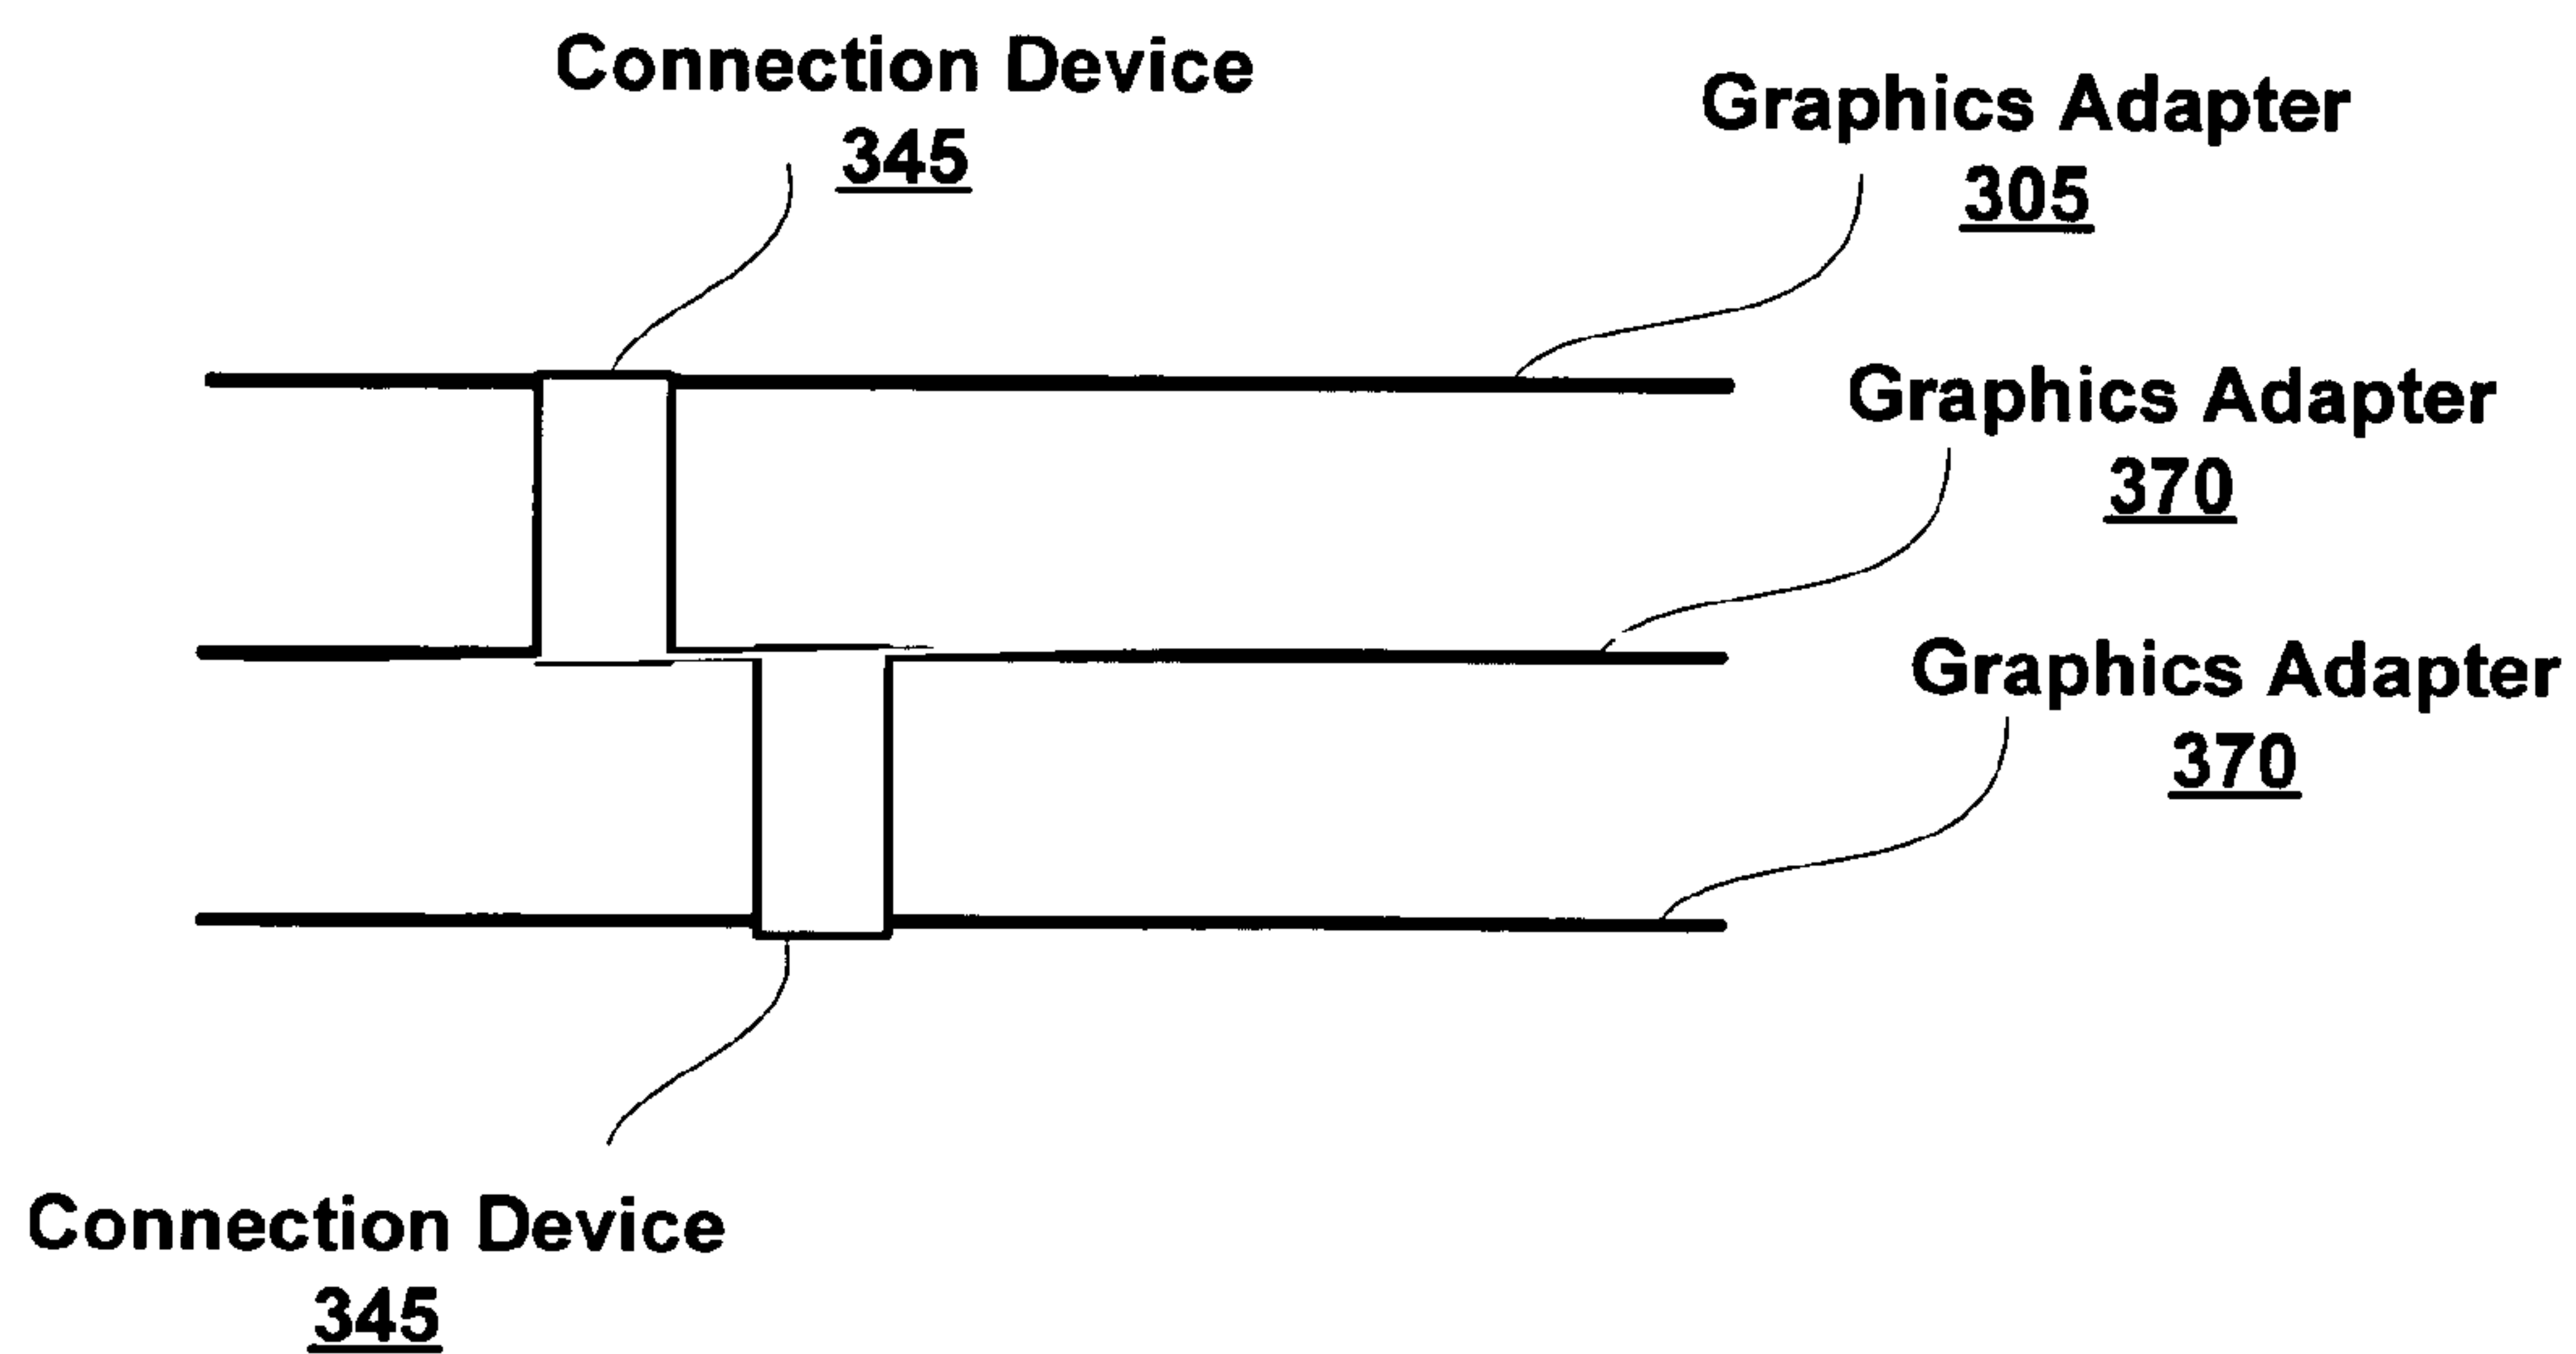 Connection Device
345
Graphics Adapter
305
Graphics Adapter
370
Graphics Adapter
370
Connection Device
345